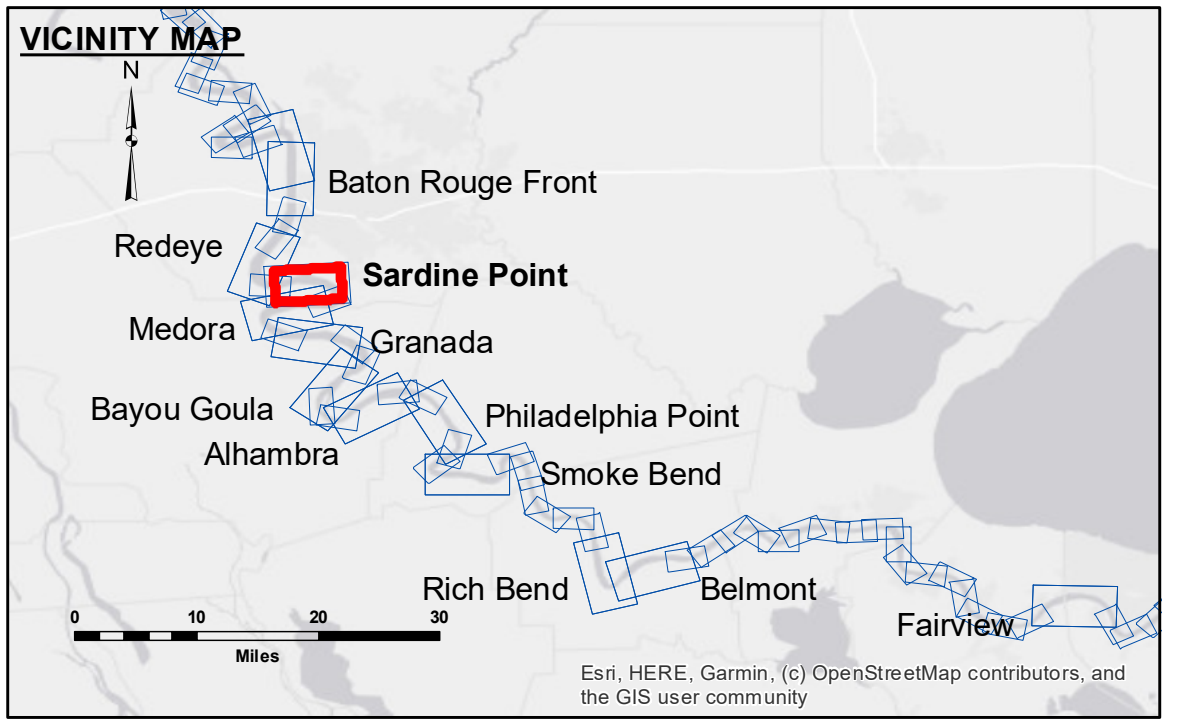 VICINITY MAP
N
Baton Rouge Front
Redeye
Sardine Point
Medora
Granada
Bayou Goula
Philadelphia Point
Alhambra
Smoke Bend
Rich Bend
Belmont
Fairview
0 10 20 30
Miles
Esri, HERE, Garmin, (c) OpenStreetMap contributors, and
the GIS user community